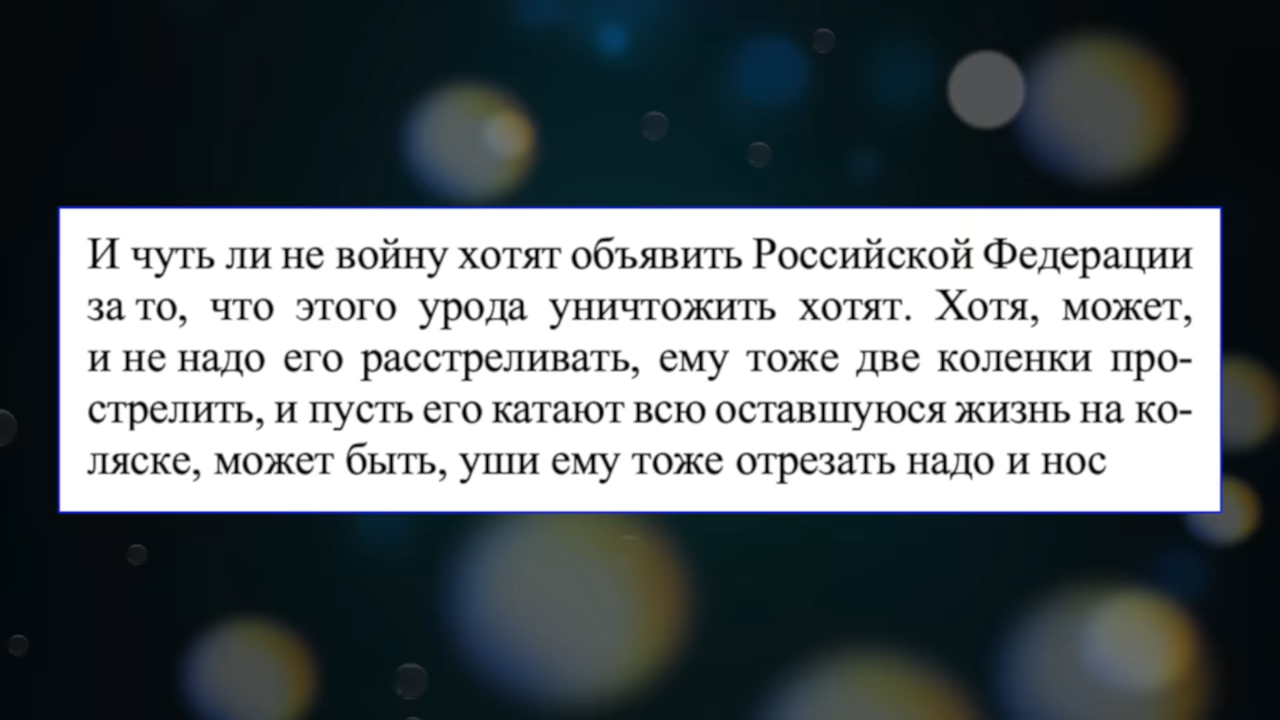 И чуть ли не войну хотят объявить Российской Федерации
за то, что этого урода уничтожить хотят. Хотя, может,
и не надо его расстреливать, ему тоже две коленки про-
стрелить, и пусть его катают всю оставшуюся жизнь на ко-
ляске, может быть, уши ему тоже отрезать надо и нос